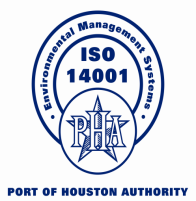 Environmental Management Systems
ISO
14001
PHA
PORT OF HOUSTON AUTHORITY